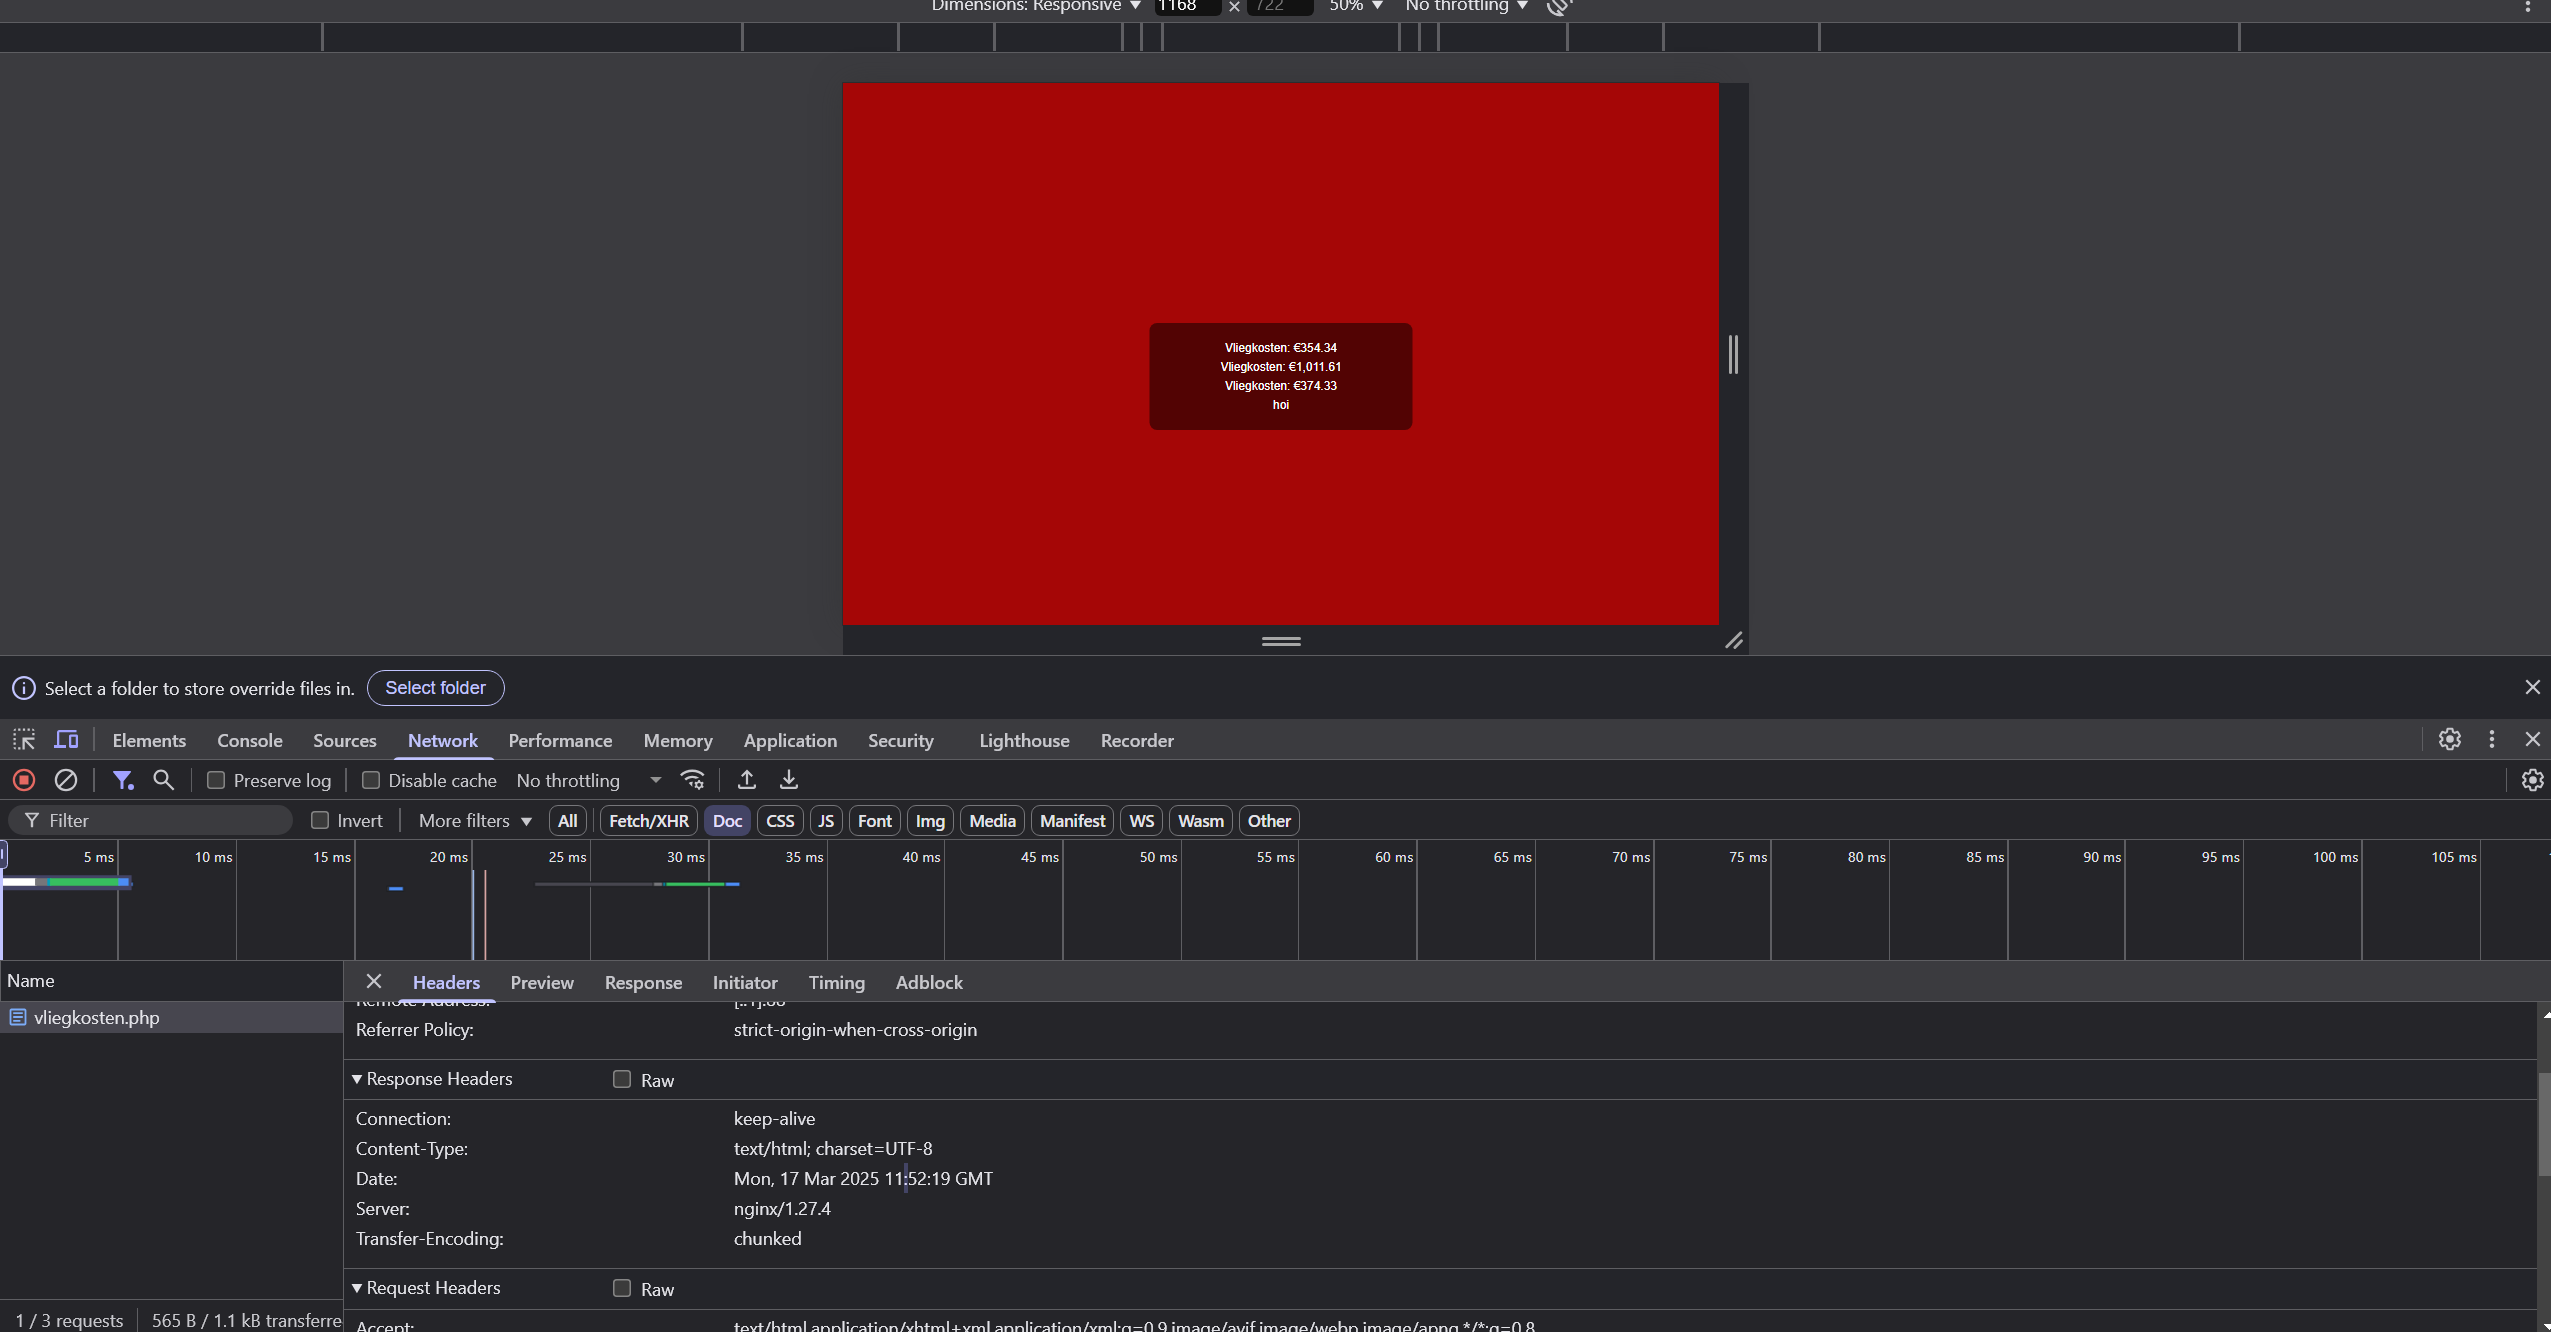 Dimensions: Responsive 1168 × 722 50% No throttling
Vliegkosten: €354.34
Vliegkosten: €1,011.61
Vliegkosten: €374.33
hoi
Select a folder to store override files in. Select folder
Elements Console Sources Network Performance Memory Application Security Lighthouse Recorder
Preserve log Disable cache No throttling
Filter Invert More filters All Fetch/XHR Doc CSS JS Font Img Media Manifest WS Wasm Other
5 ms 10 ms 15 ms 20 ms 25 ms 30 ms 35 ms 40 ms 45 ms 50 ms 55 ms 60 ms 65 ms 70 ms 75 ms 80 ms 85 ms 90 ms 95 ms 100 ms 105 ms
Name
Headers Preview Response Initiator Timing Adblock
vliegkosten.php
Remote Address:
Referrer Policy: strict-origin-when-cross-origin
Response Headers Raw
Connection: keep-alive
Content-Type: text/html; charset=UTF-8
Date: Mon, 17 Mar 2025 11:52:19 GMT
Server: nginx/1.27.4
Transfer-Encoding: chunked
Request Headers Raw
Accept: text/html,application/xhtml+xml,application/xml;q=0.9,image/avif,image/webp,image/apng,*/*;q=0.8,
1 / 3 requests 565 B / 1.1 kB transferre